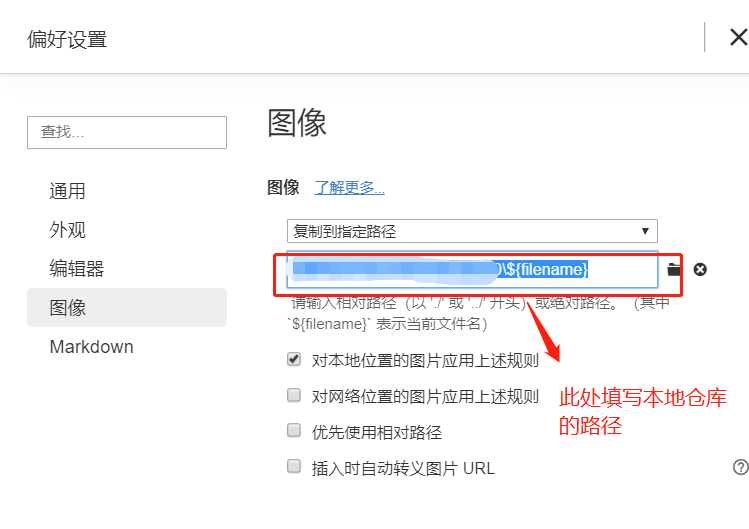 偏好设置
图像
查找...
图像 了解更多...
通用
复制到指定路径
外观
\${filename}
编辑器
图像
请输入相对路径（以 './' 或 '../' 开头）或绝对路径。 （其中
`${filename}` 表示当前文件名）
Markdown
对本地位置的图片应用上述规则
对网络位置的图片应用上述规则
此处填写本地仓库
的路径
优先使用相对路径
插入时自动转义图片 URL